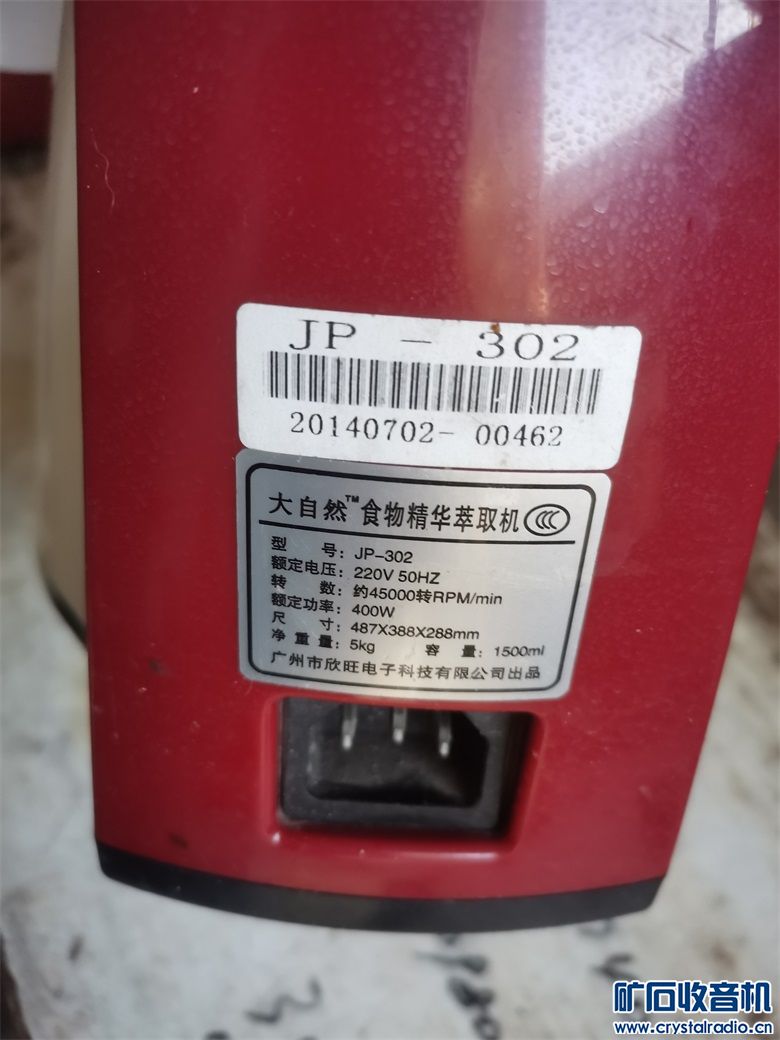 JP - 302
20140702- 00462
大自然™食物精华萃取机
型 号：JP-302
额定电压：220V 50HZ
转 数：约45000转RPM/min
额定功率：400W
尺 寸：487X388X288mm
净 重 量：5kg 容 量：1500ml
广州市欣旺电子科技有限公司出品
矿石收音机
www.crystalradio.cn